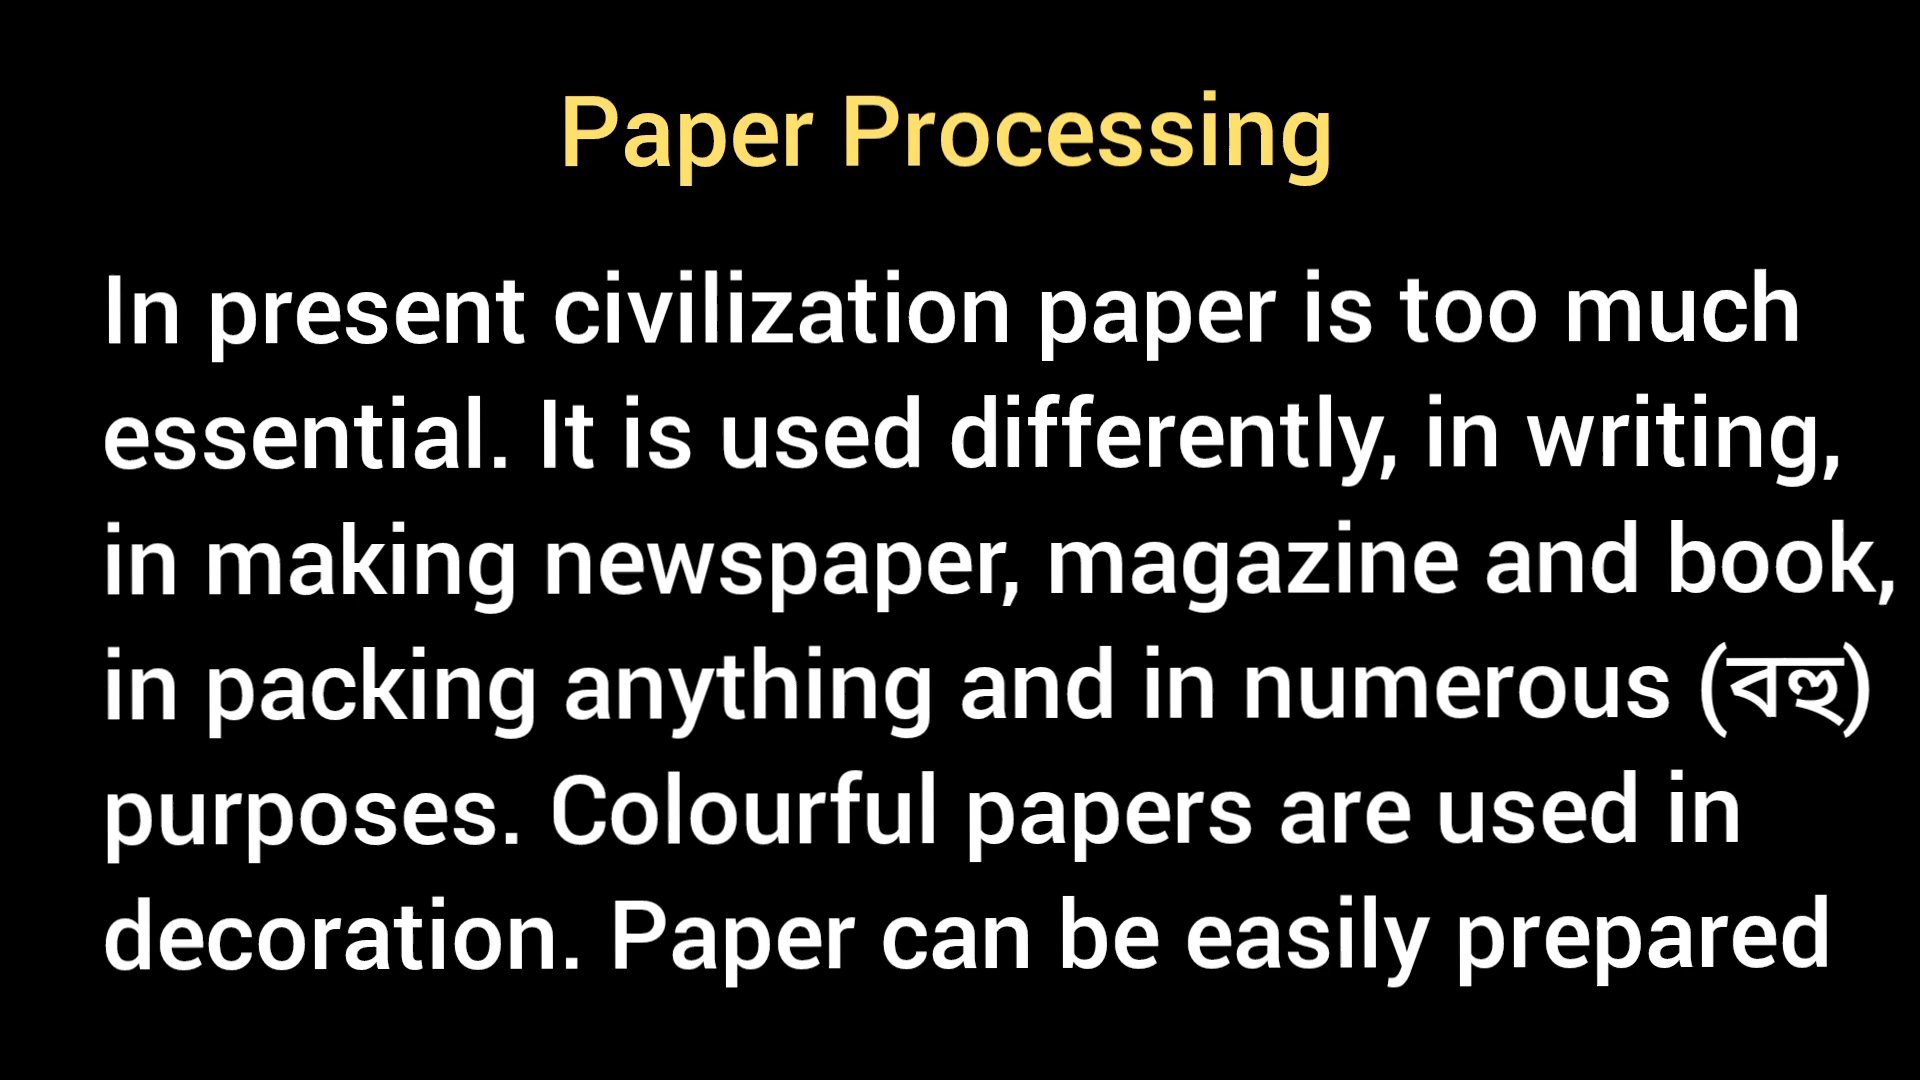 Paper Processing
In present civilization paper is too much
essential. It is used differently, in writing,
in making newspaper, magazine and book,
in packing anything and in numerous (বহু)
purposes. Colourful papers are used in
decoration. Paper can be easily prepared